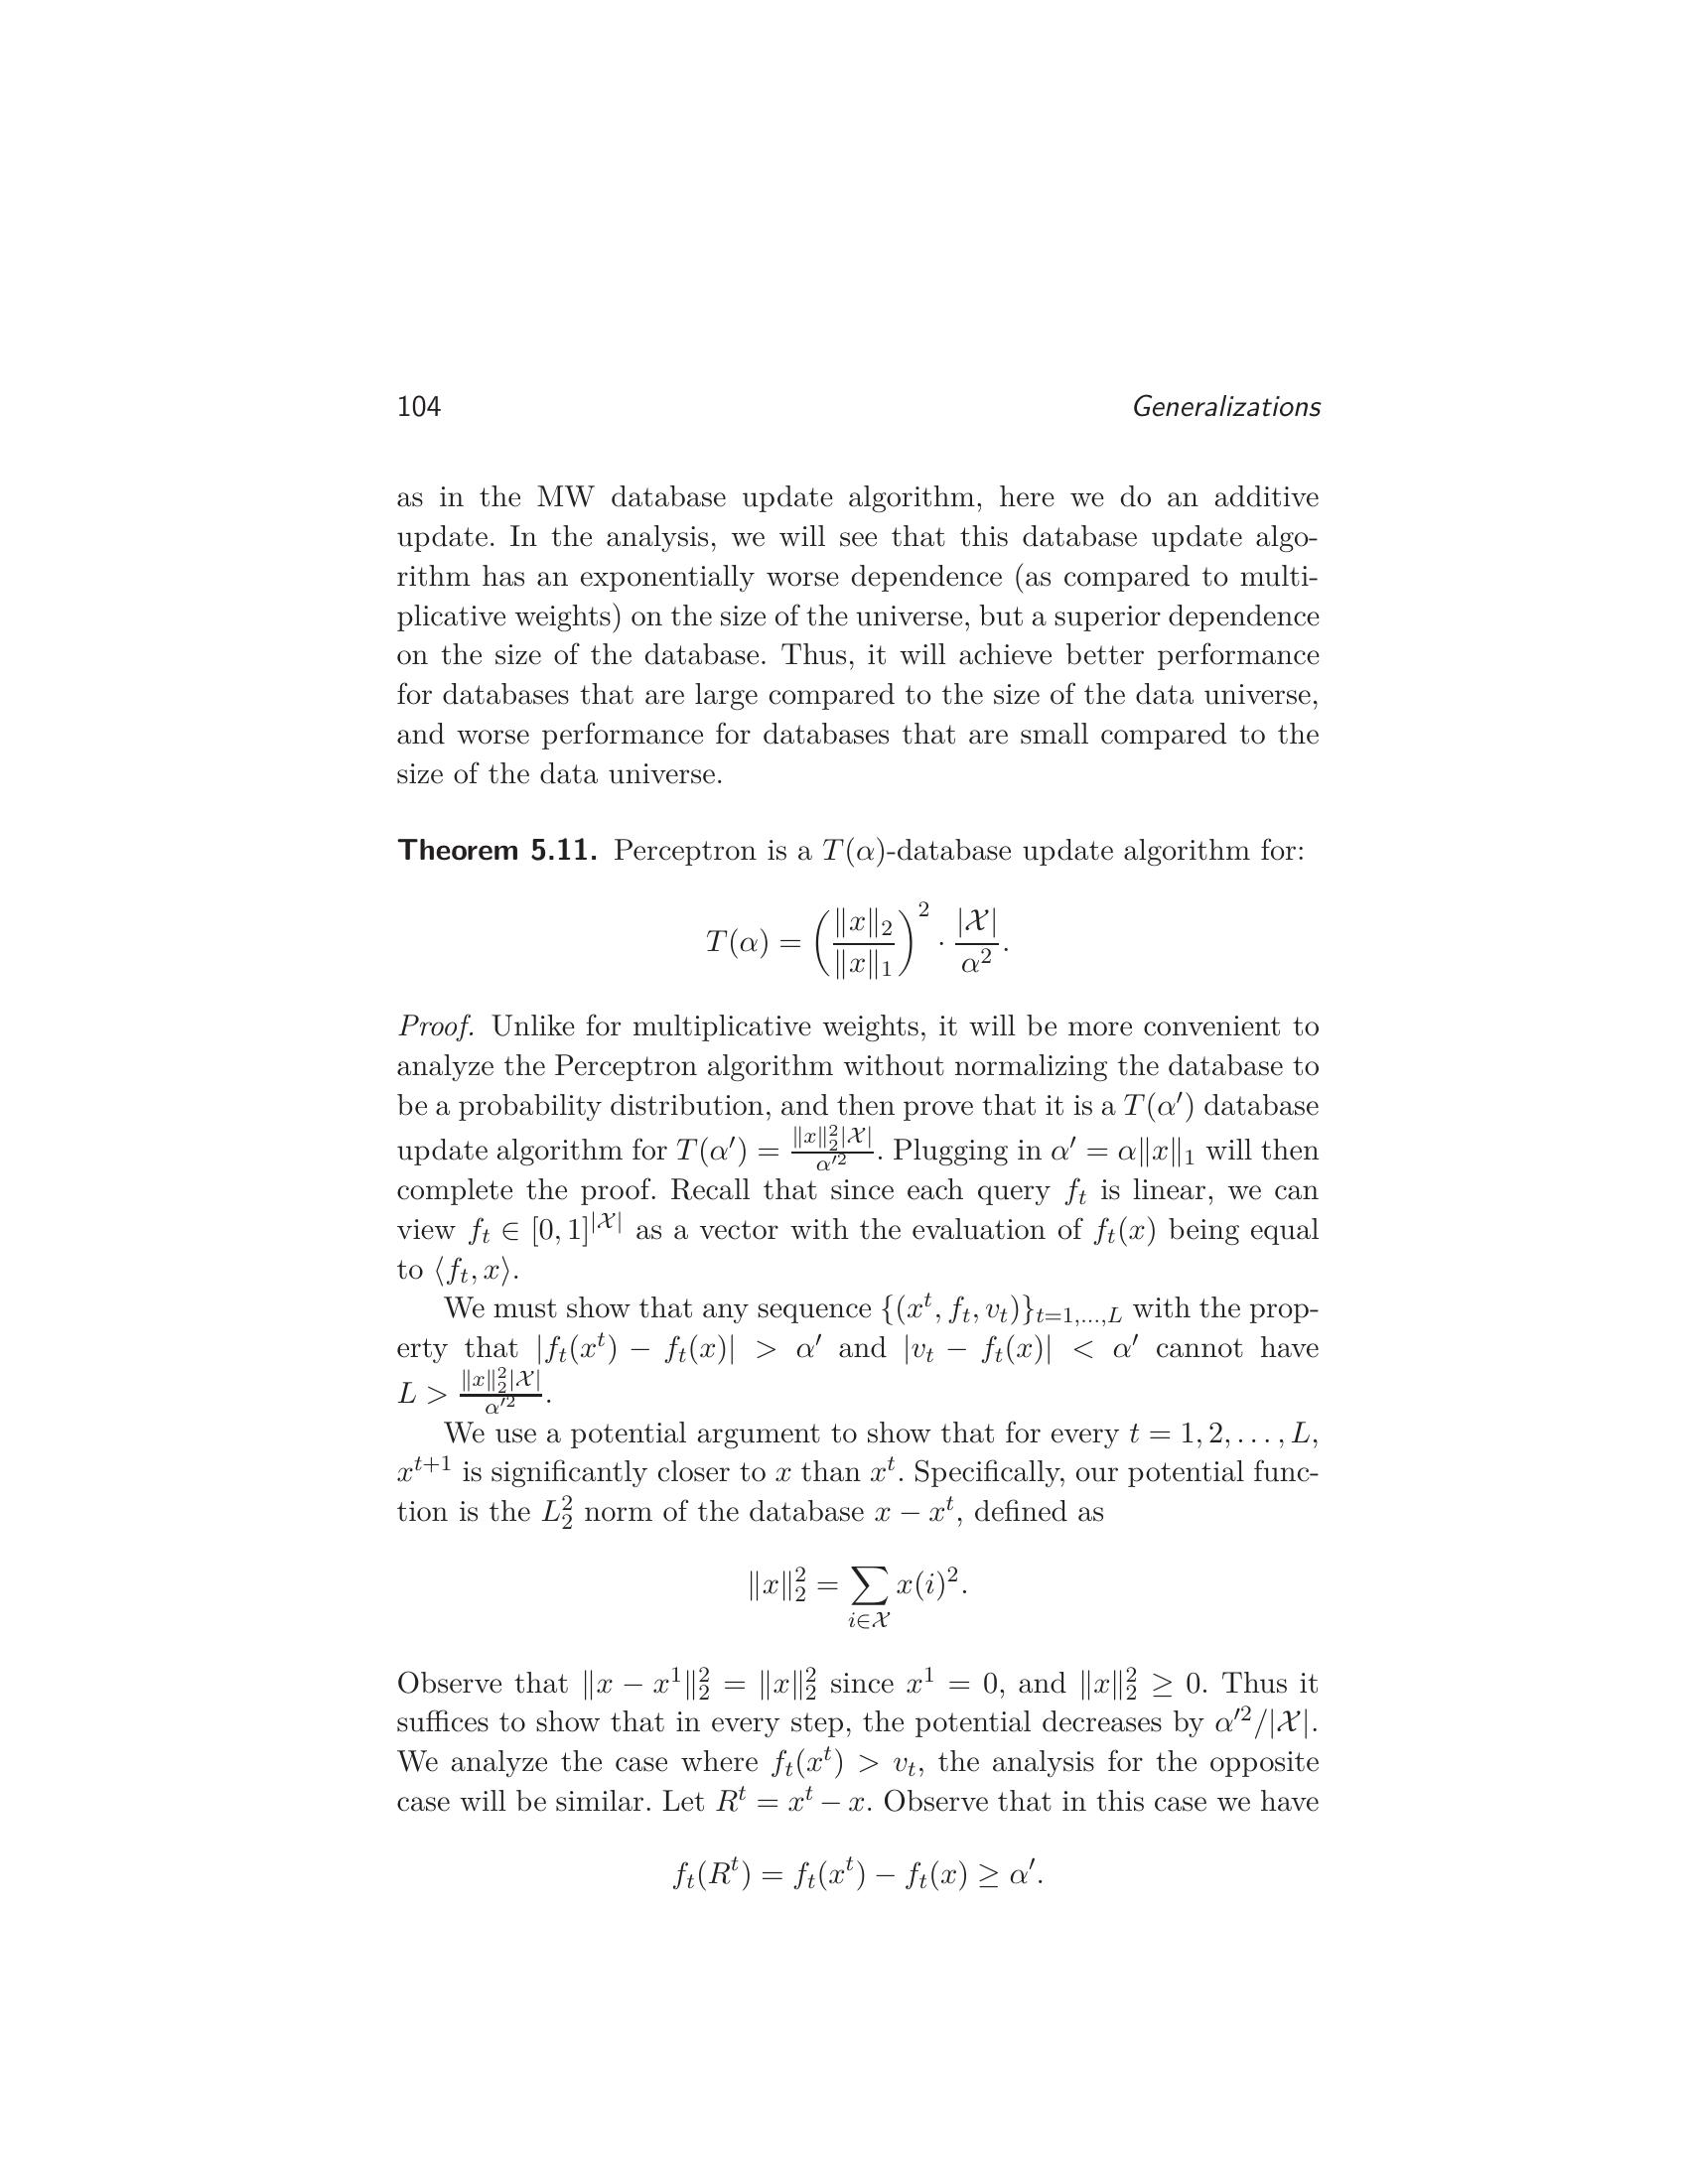 104 Generalizations
as in the MW database update algorithm, here we do an additive
update. In the analysis, we will see that this database update algo-
rithm has an exponentially worse dependence (as compared to multi-
plicative weights) on the size of the universe, but a superior dependence
on the size of the database. Thus, it will achieve better performance
for databases that are large compared to the size of the data universe,
and worse performance for databases that are small compared to the
size of the data universe.
Theorem 5.11. Perceptron is a $T(\alpha)$-database update algorithm for:
$T(\alpha) = \left(\frac{\|x\|_2}{\|x\|_1}\right)^2 \cdot \frac{|\mathcal{X}|}{\alpha^2}.$
Proof. Unlike for multiplicative weights, it will be more convenient to
analyze the Perceptron algorithm without normalizing the database to
be a probability distribution, and then prove that it is a $T(\alpha')$ database
update algorithm for $T(\alpha') = \frac{\|x\|_2^2|\mathcal{X}|}{\alpha'^2}$. Plugging in $\alpha' = \alpha\|x\|_1$ will then
complete the proof. Recall that since each query $f_t$ is linear, we can
view $f_t \in [0, 1]^{|\mathcal{X}|}$ as a vector with the evaluation of $f_t(x)$ being equal
to $\langle f_t, x\rangle$.
We must show that any sequence $\{(x^t, f_t, v_t)\}_{t=1,\ldots,L}$ with the prop-
erty that $|f_t(x^t) - f_t(x)| > \alpha'$ and $|v_t - f_t(x)| < \alpha'$ cannot have
$L > \frac{\|x\|_2^2|\mathcal{X}|}{\alpha'^2}$.
We use a potential argument to show that for every $t = 1, 2, \ldots, L$,
$x^{t+1}$ is significantly closer to $x$ than $x^t$. Specifically, our potential func-
tion is the $L_2^2$ norm of the database $x - x^t$, defined as
$\|x\|_2^2 = \sum_{i \in \mathcal{X}} x(i)^2.$
Observe that $\|x - x^1\|_2^2 = \|x\|_2^2$ since $x^1 = 0$, and $\|x\|_2^2 \geq 0$. Thus it
suffices to show that in every step, the potential decreases by $\alpha'^2/|\mathcal{X}|$.
We analyze the case where $f_t(x^t) > v_t$, the analysis for the opposite
case will be similar. Let $R^t = x^t - x$. Observe that in this case we have
$f_t(R^t) = f_t(x^t) - f_t(x) \geq \alpha'.$